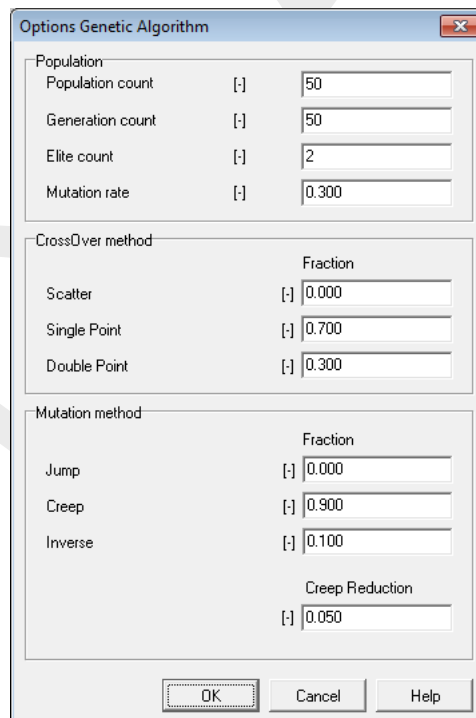 Options Genetic Algorithm
Population
Population count [-] 50
Generation count [-] 50
Elite count [-] 2
Mutation rate [-] 0.300
CrossOver method
Fraction
Scatter [-] 0.000
Single Point [-] 0.700
Double Point [-] 0.300
Mutation method
Fraction
Jump [-] 0.000
Creep [-] 0.900
Inverse [-] 0.100
Creep Reduction
[-] 0.050
OK Cancel Help